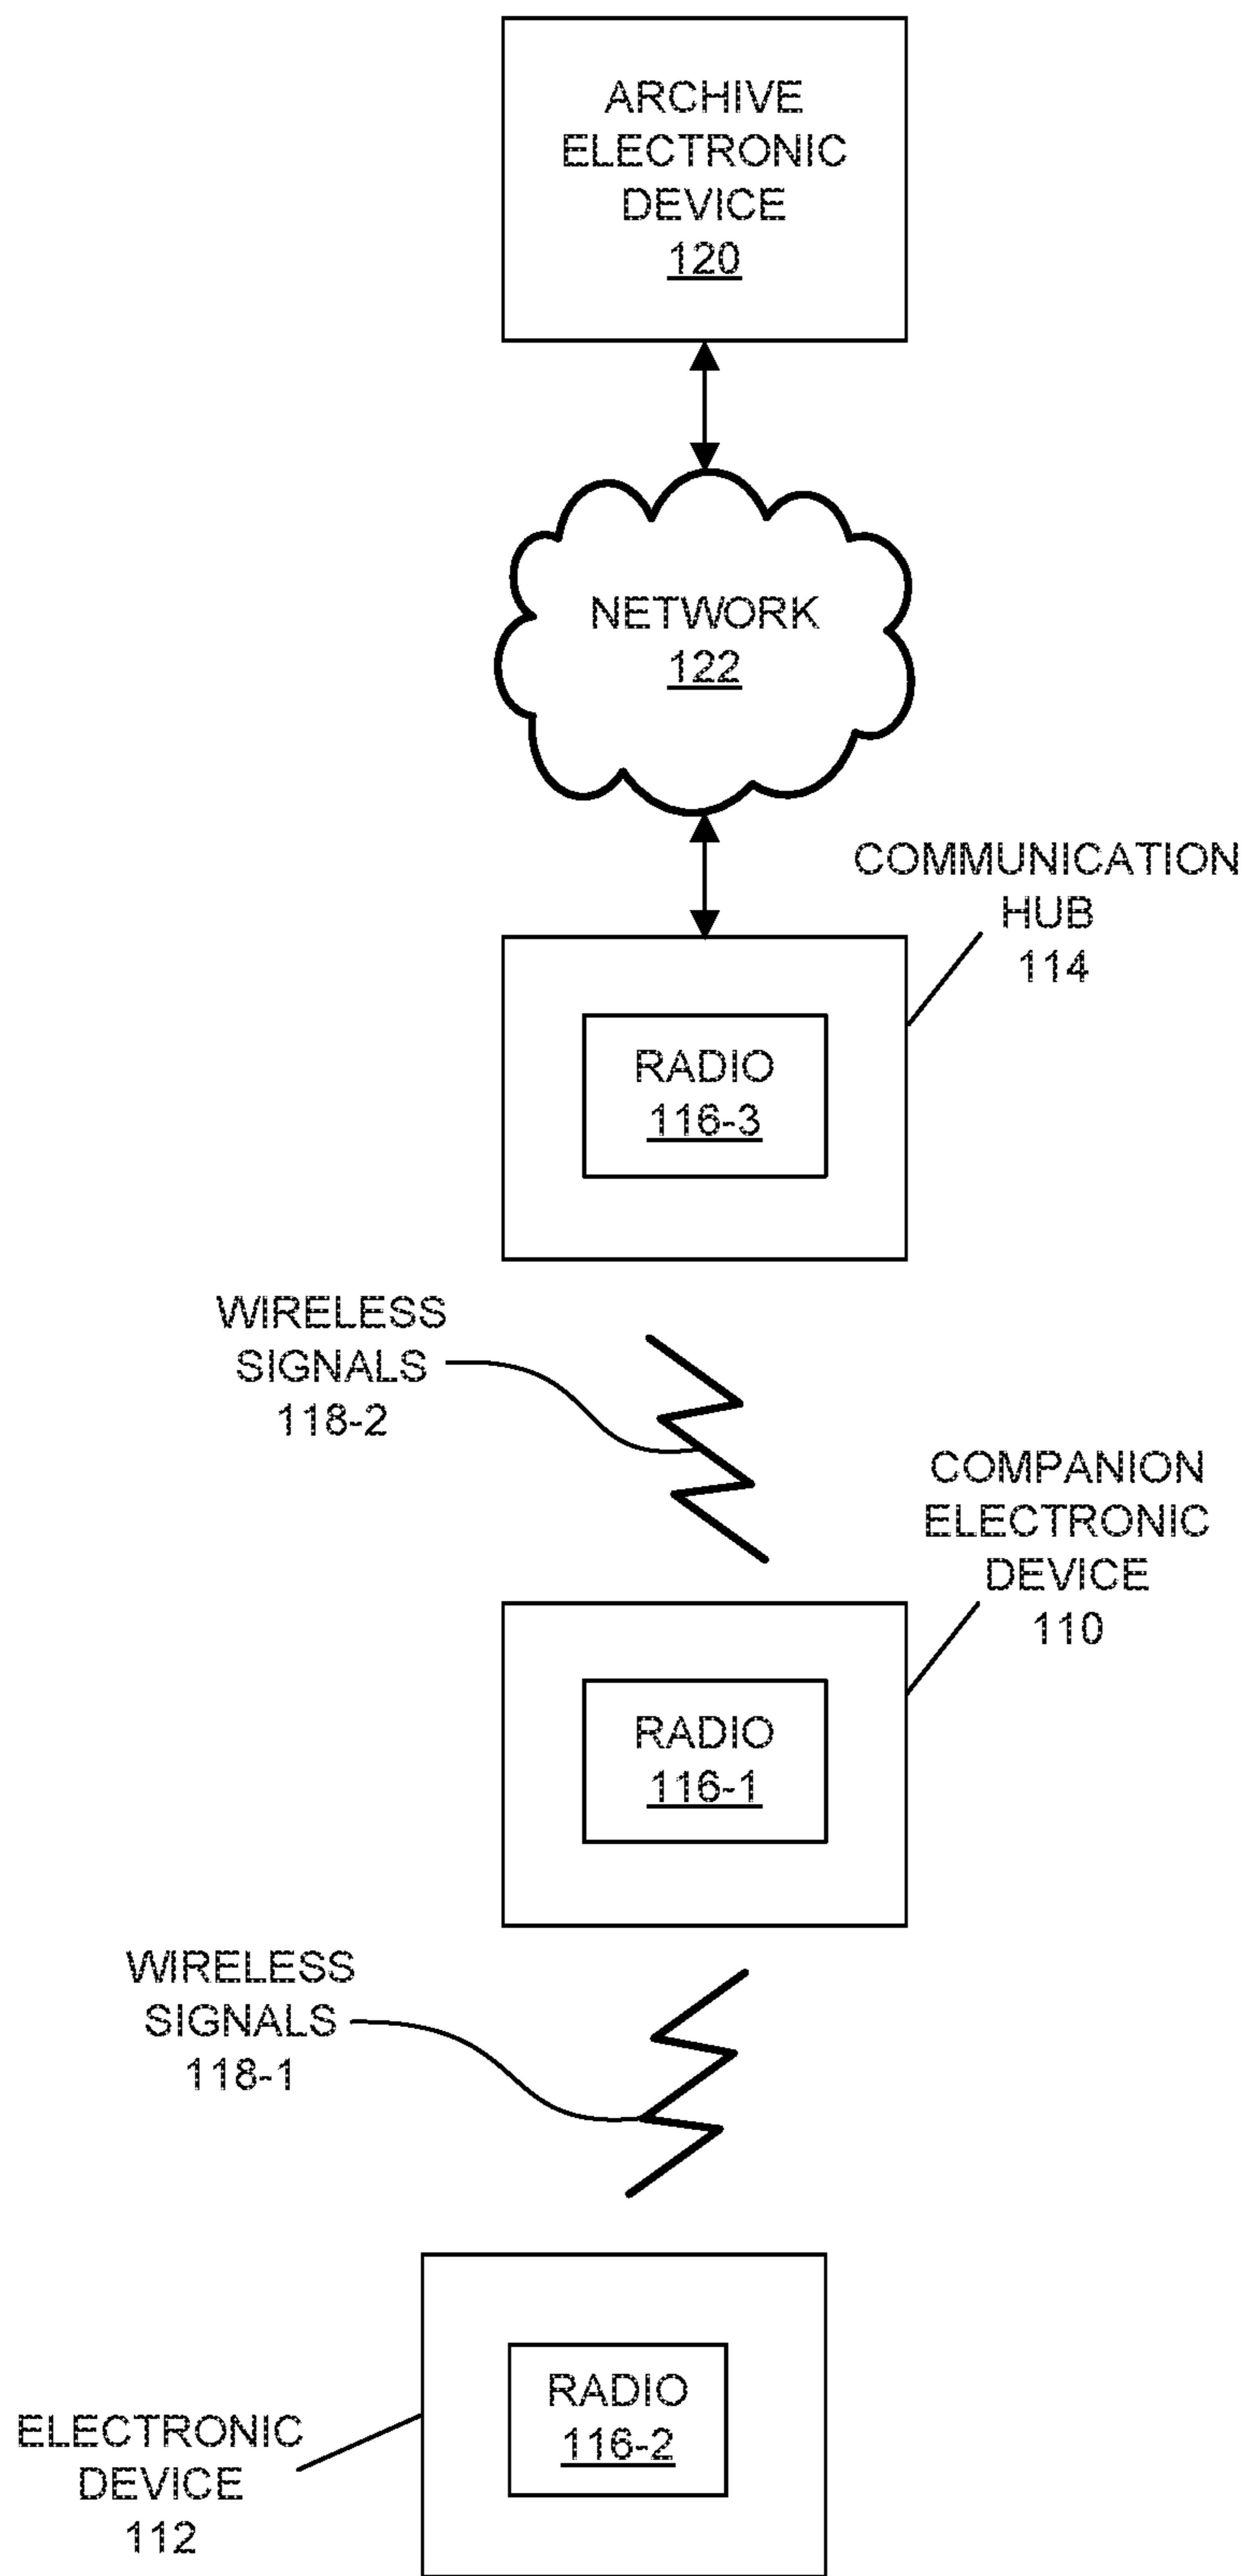 ARCHIVE
ELECTRONIC
DEVICE
120
NETWORK
122
COMMUNICATION
HUB
114
RADIO
116-3
WIRELESS
SIGNALS
118-2
COMPANION
ELECTRONIC
DEVICE
110
RADIO
116-1
WIRELESS
SIGNALS
118-1
RADIO
116-2
ELECTRONIC
DEVICE
112